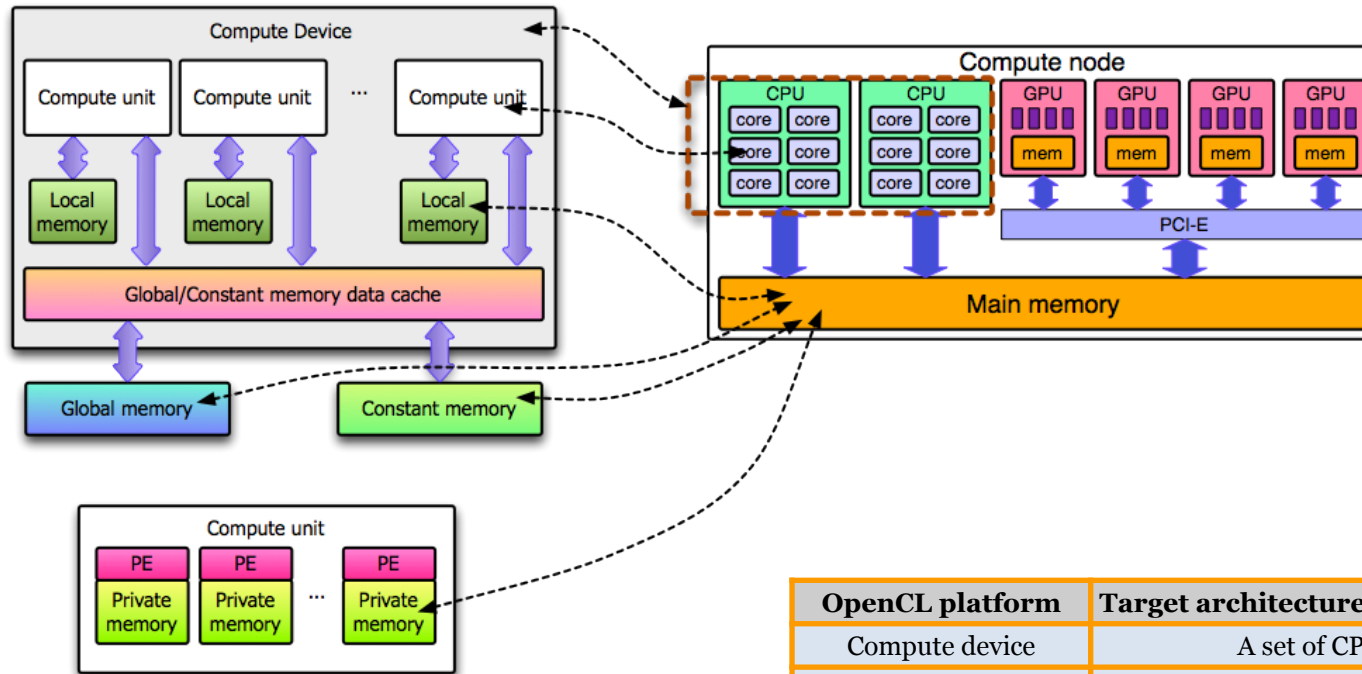 Compute Device
Compute unit
Compute unit
...
Compute unit
Local
memory
Local
memory
Local
memory
Global/Constant memory data cache
Global memory
Constant memory
Compute unit
PE
PE
PE
Private
memory
Private
memory
...
Private
memory
Compute node
CPU
core core
core core
core core
CPU
core core
core core
core core
GPU
mem
GPU
mem
GPU
mem
GPU
mem
PCI-E
Main memory
OpenCL platform Target architecture
Compute device A set of CP